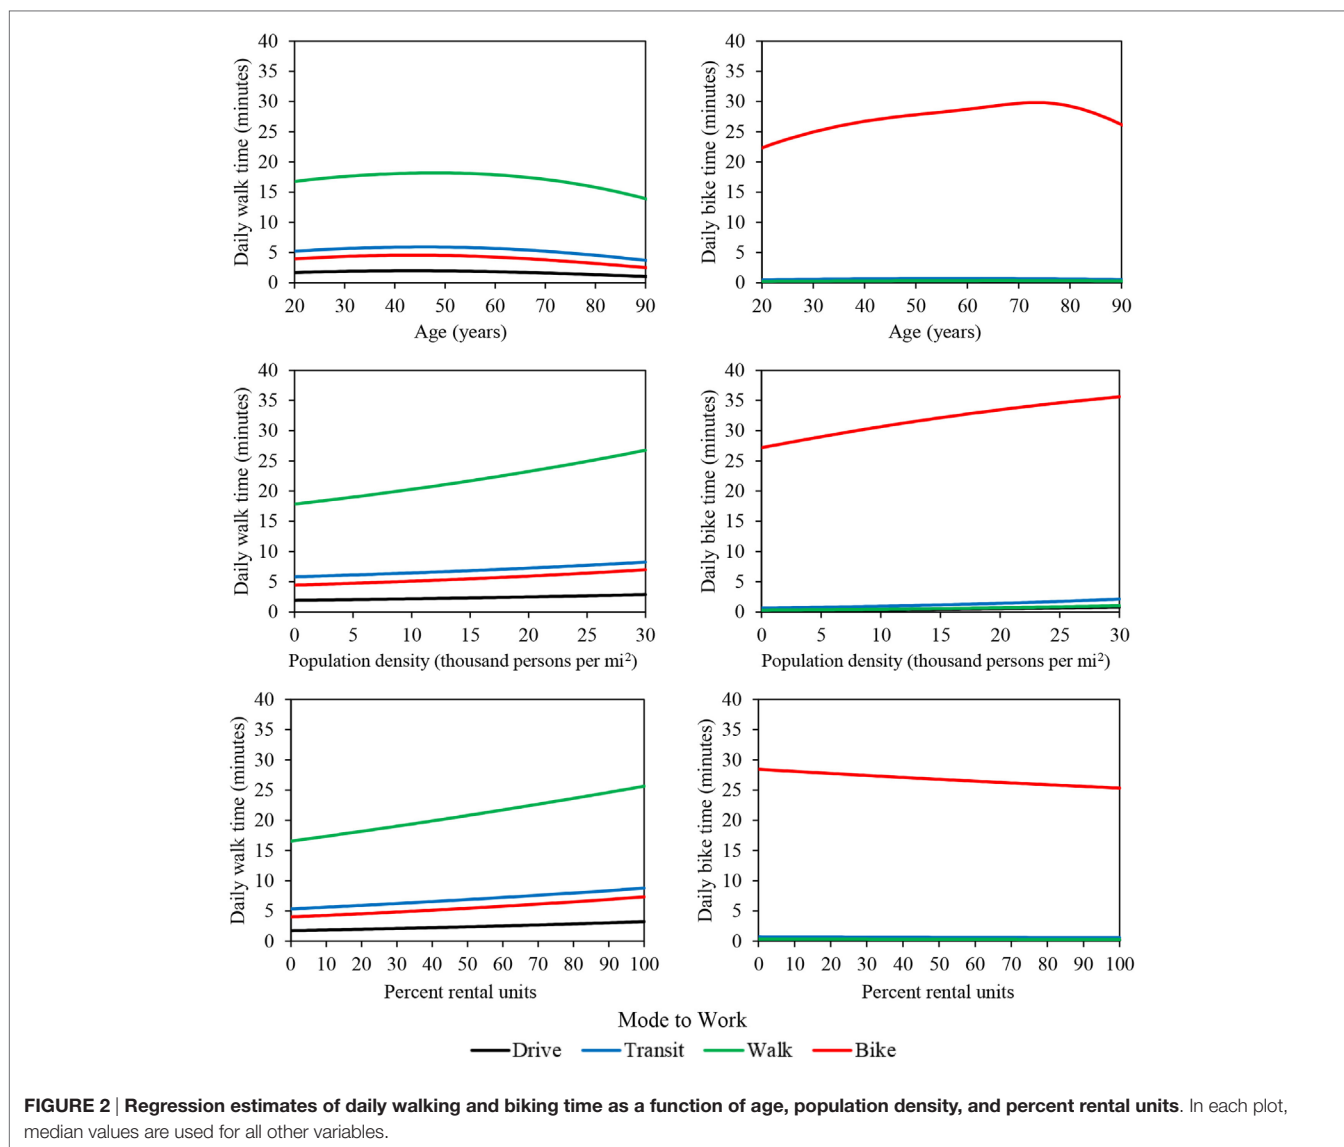 40
35
30
25
20
15
10
5
0
Daily walk time (minutes)
20 30 40 50 60 70 80 90
Age (years)
40
35
30
25
20
15
10
5
0
Daily bike time (minutes)
20 30 40 50 60 70 80 90
Age (years)
40
35
30
25
20
15
10
5
0
Daily walk time (minutes)
0 5 10 15 20 25 30
Population density (thousand persons per mi²)
40
35
30
25
20
15
10
5
0
Daily bike time (minutes)
0 5 10 15 20 25 30
Population density (thousand persons per mi²)
40
35
30
25
20
15
10
5
0
Daily walk time (minutes)
0 10 20 30 40 50 60 70 80 90 100
Percent rental units
40
35
30
25
20
15
10
5
0
Daily bike time (minutes)
0 10 20 30 40 50 60 70 80 90 100
Percent rental units
Mode to Work
Drive Transit Walk Bike
FIGURE 2 | Regression estimates of daily walking and biking time as a function of age, population density, and percent rental units. In each plot,
median values are used for all other variables.